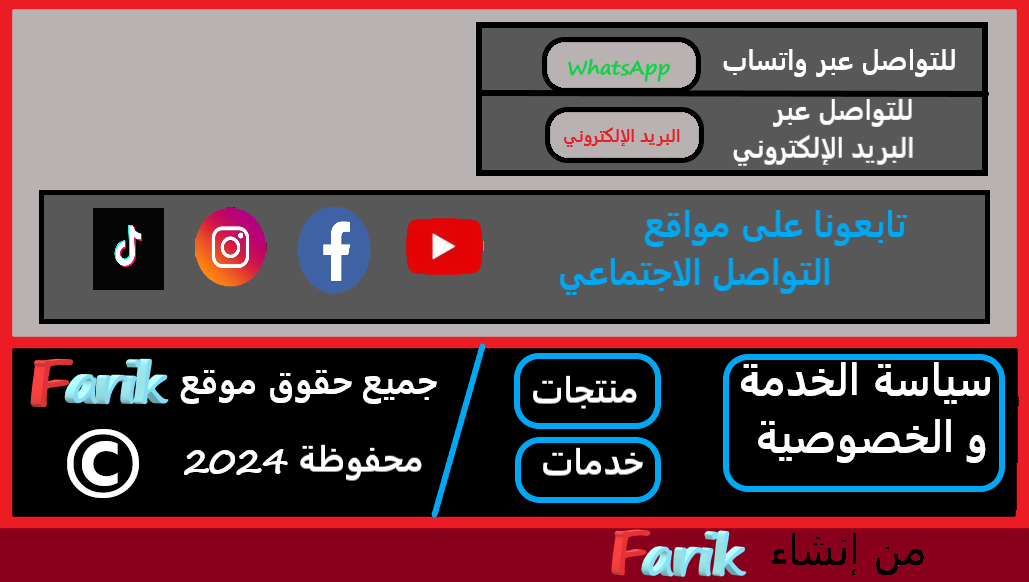 للتواصل عبر واتساب
WhatsApp
للتواصل عبر
البريد الإلكتروني
البريد الإلكتروني
تابعونا على مواقع
التواصل الاجتماعي
سياسة الخدمة
و الخصوصية
منتجات
خدمات
جميع حقوق موقع Farik
محفوظة 2024 ©
من إنشاء Farik